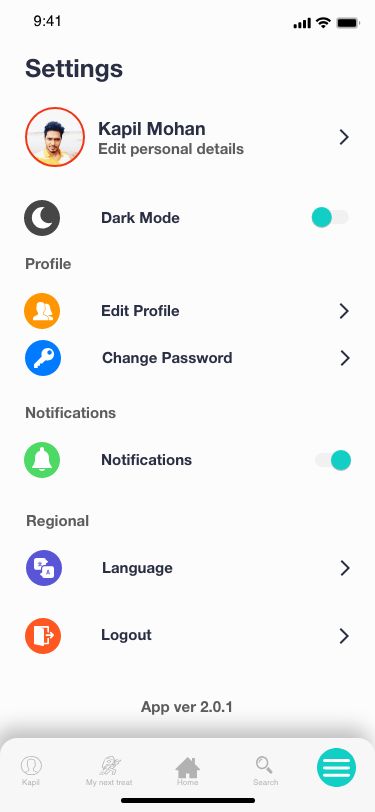 9:41
Settings
Kapil Mohan
Edit personal details
Dark Mode
Profile
Edit Profile
Change Password
Notifications
Notifications
Regional
Language
A
Logout
App ver 2.0.1
Kapil
My next treat
Home
Search